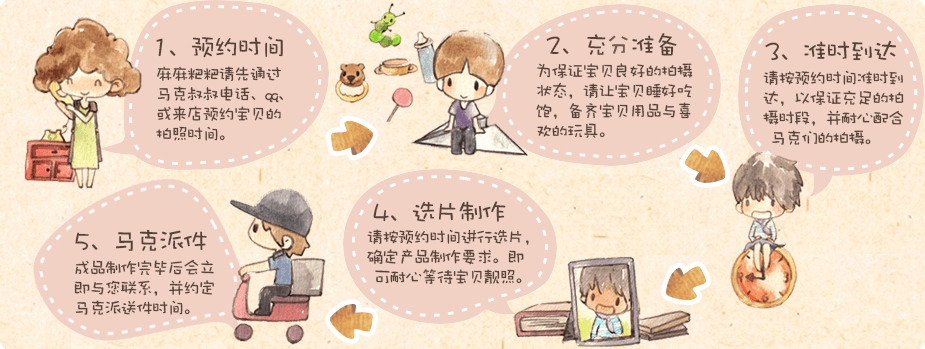 1、预约时间
麻麻粑粑请先通过
马克叔叔电话、QQ、
或来店预约宝贝的
拍照时间。
2、充分准备
为保证宝贝良好的拍摄
状态，请让宝贝睡好吃
饱，备齐宝贝用品与喜
欢的玩具。
3、准时到达
请按预约时间准时到
达，以保证充足的拍
摄时段，并耐心配合
马克们的拍摄。
4、选片制作
请按预约时间进行选片，
确定产品制作要求。即
可耐心等待宝贝靓照。
5、马克派件
成品制作完毕后会立
即与您联系，并约定
马克派送件时间。